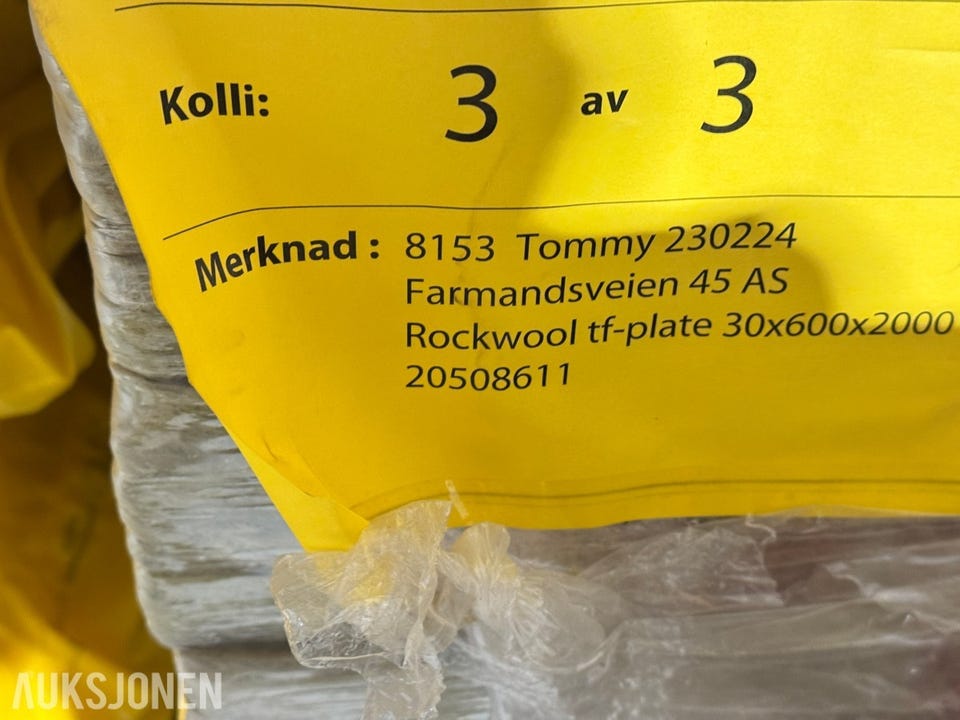 Kolli: 3 av 3
Merknad : 8153 Tommy 230224
Farmandsveien 45 AS
Rockwool tf-plate 30x600x2000
20508611
AUKSJONEN